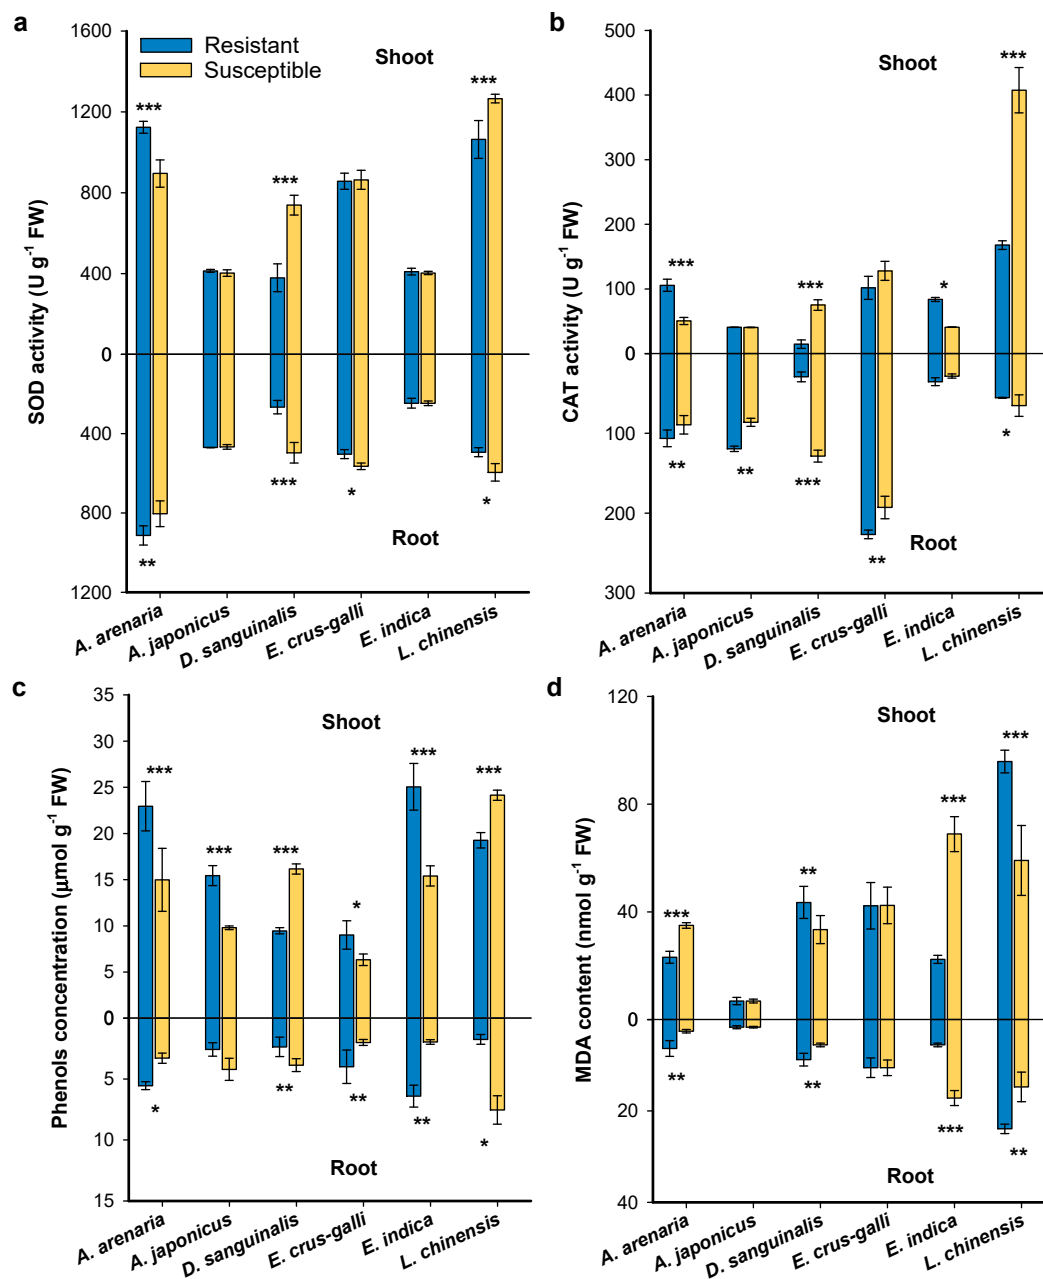 a
1600
1200
800
400
0
400
800
1200
SOD activity (U g-1 FW)
Resistant
Susceptible
Shoot
Root
***
**
***
***
*
***
*
A. arenaria
A. japonicus
D. sanguinalis
E. crus-galli
E. indica
L. chinensis
b
500
400
300
200
100
0
100
200
300
CAT activity (U g-1 FW)
Shoot
Root
***
**
**
***
***
**
*
***
*
A. arenaria
A. japonicus
D. sanguinalis
E. crus-galli
E. indica
L. chinensis
c
35
30
25
20
15
10
5
0
5
10
15
Phenols concentration (μmol g-1 FW)
Shoot
Root
***
*
***
***
**
*
**
***
**
***
*
A. arenaria
A. japonicus
D. sanguinalis
E. crus-galli
E. indica
L. chinensis
d
120
80
40
0
20
40
MDA content (nmol g-1 FW)
Shoot
Root
***
**
**
**
***
***
***
**
A. arenaria
A. japonicus
D. sanguinalis
E. crus-galli
E. indica
L. chinensis